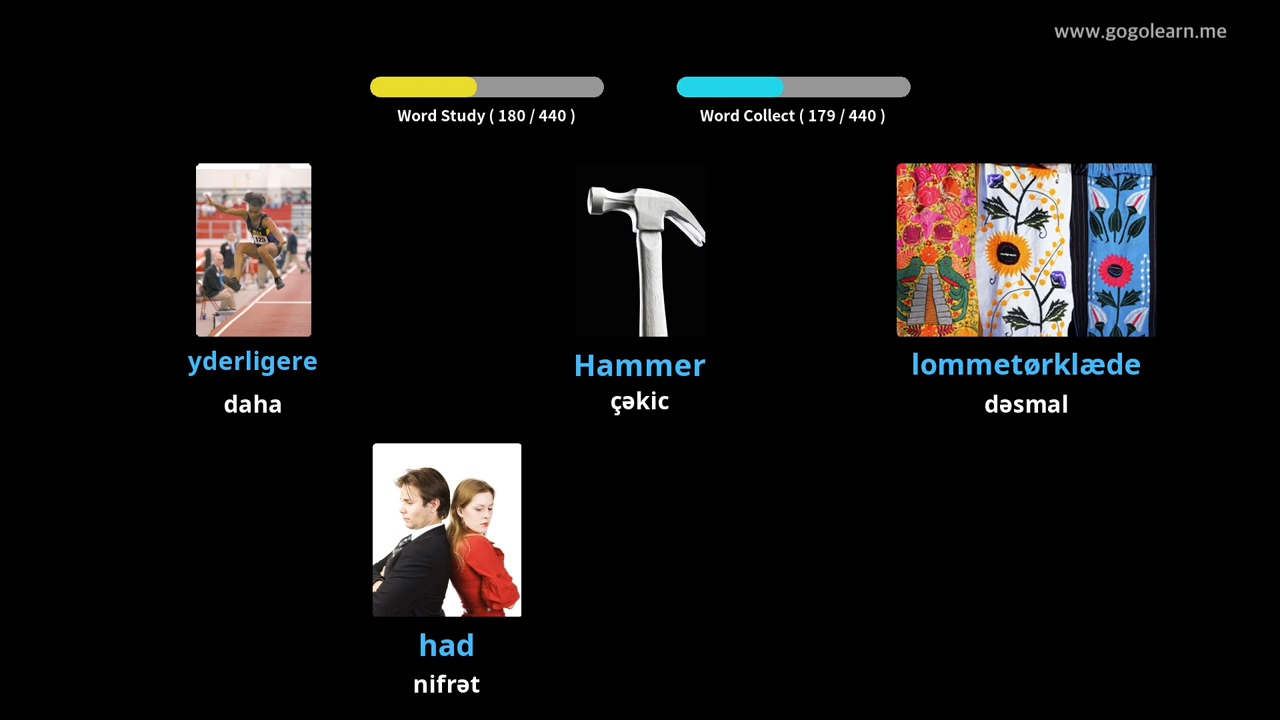 www.gogolearn.me
Word Study ( 180 / 440 )
Word Collect ( 179 / 440 )
yderligere
daha
Hammer
çəkic
lommetørklæde
dəsmal
had
nifrət